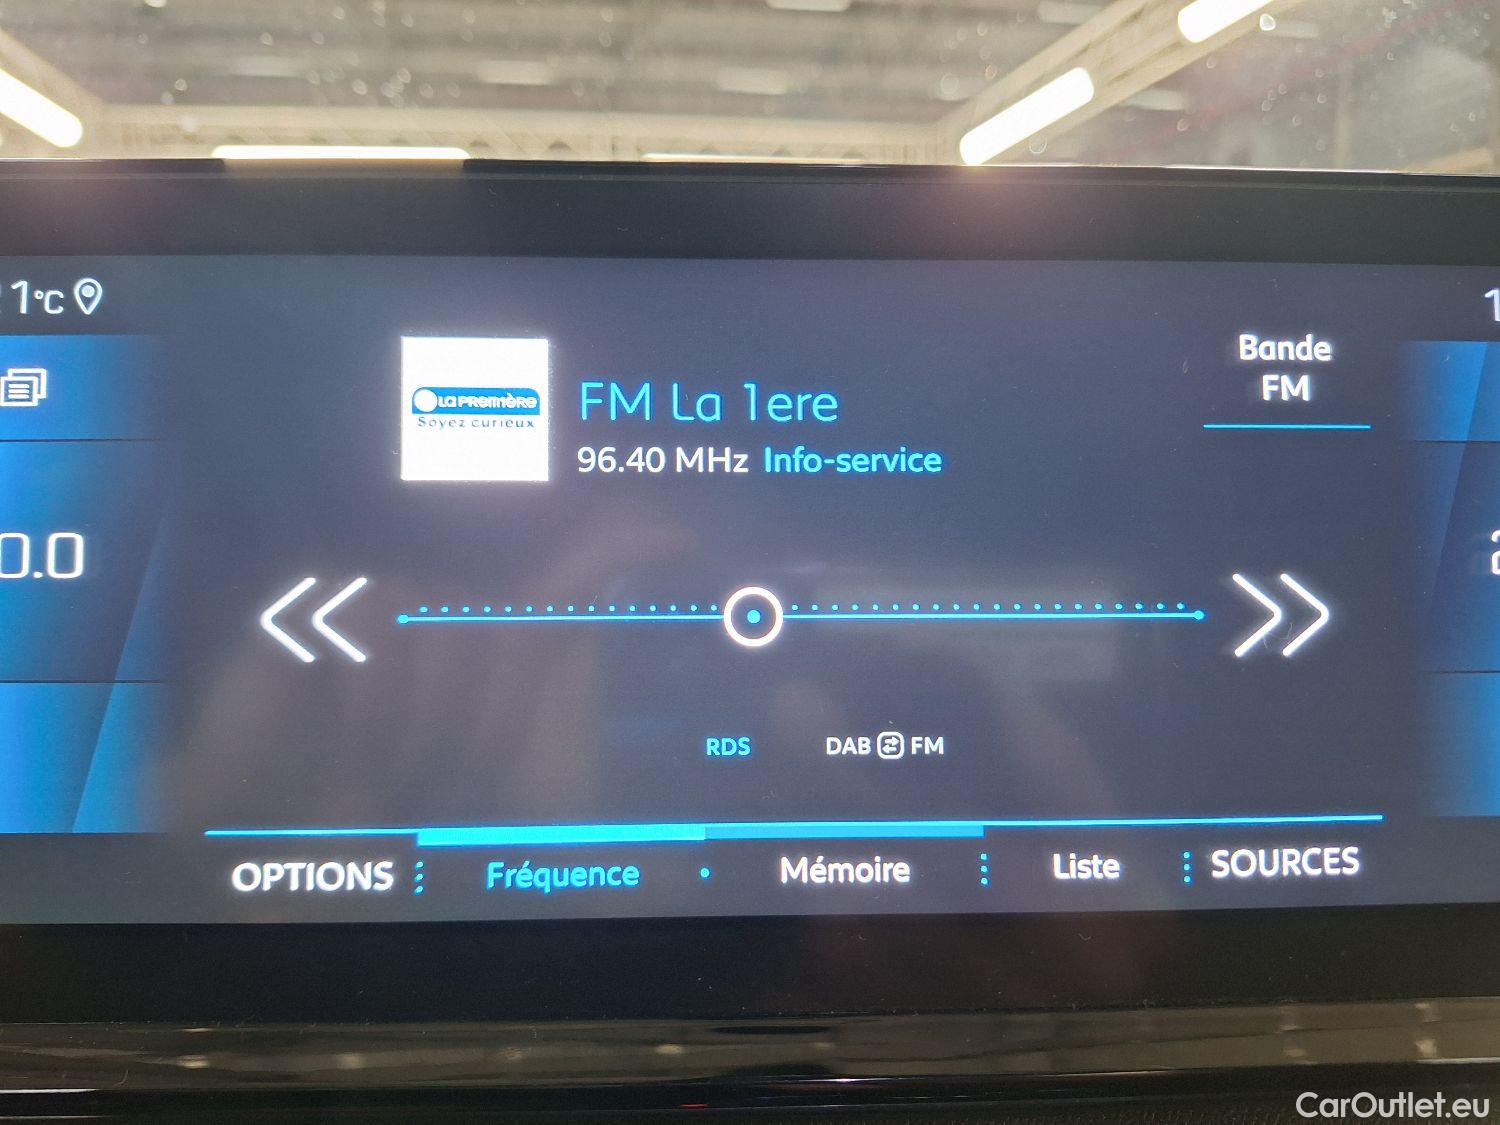 1°C
Bande
FM
LA PREMIÈRE
Soyez curieux
FM La 1ere
96.40 MHz Info-service
0.0
RDS
DAB FM
OPTIONS Fréquence Mémoire Liste SOURCES
CarOutlet.eu